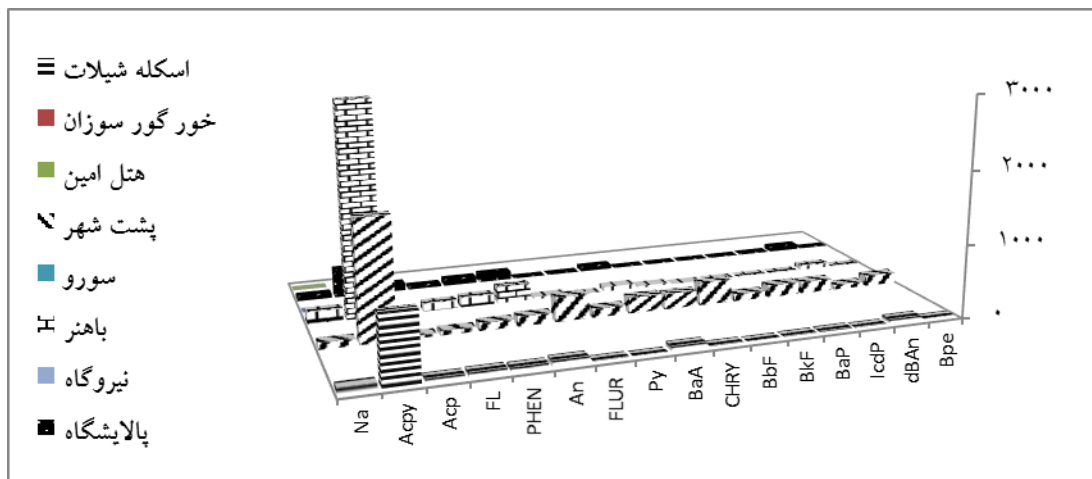 اسکله شیلات
خور گور سوزان
هتل امین
پشت شهر
سورو
باهنر
نیروگاه
پالایشگاه
۳۰۰۰
۲۰۰۰
۱۰۰۰
۰
Na
Acpy
Acp
FL
PHEN
An
FLUR
Py
BaA
CHRY
BbF
BkF
BaP
IcdP
dBAn
Bpe